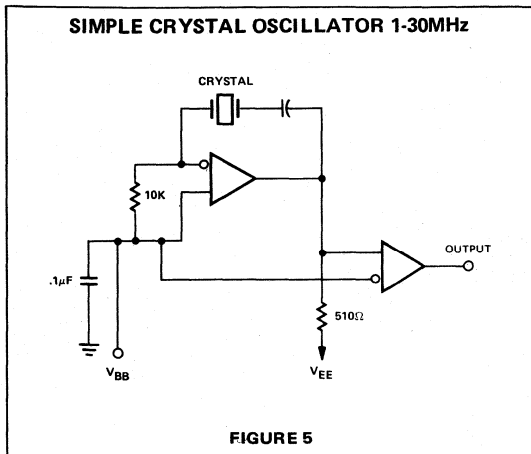 SIMPLE CRYSTAL OSCILLATOR 1-30MHz
CRYSTAL
10K
.1μF
OUTPUT
510Ω
VBB
VEE
FIGURE 5